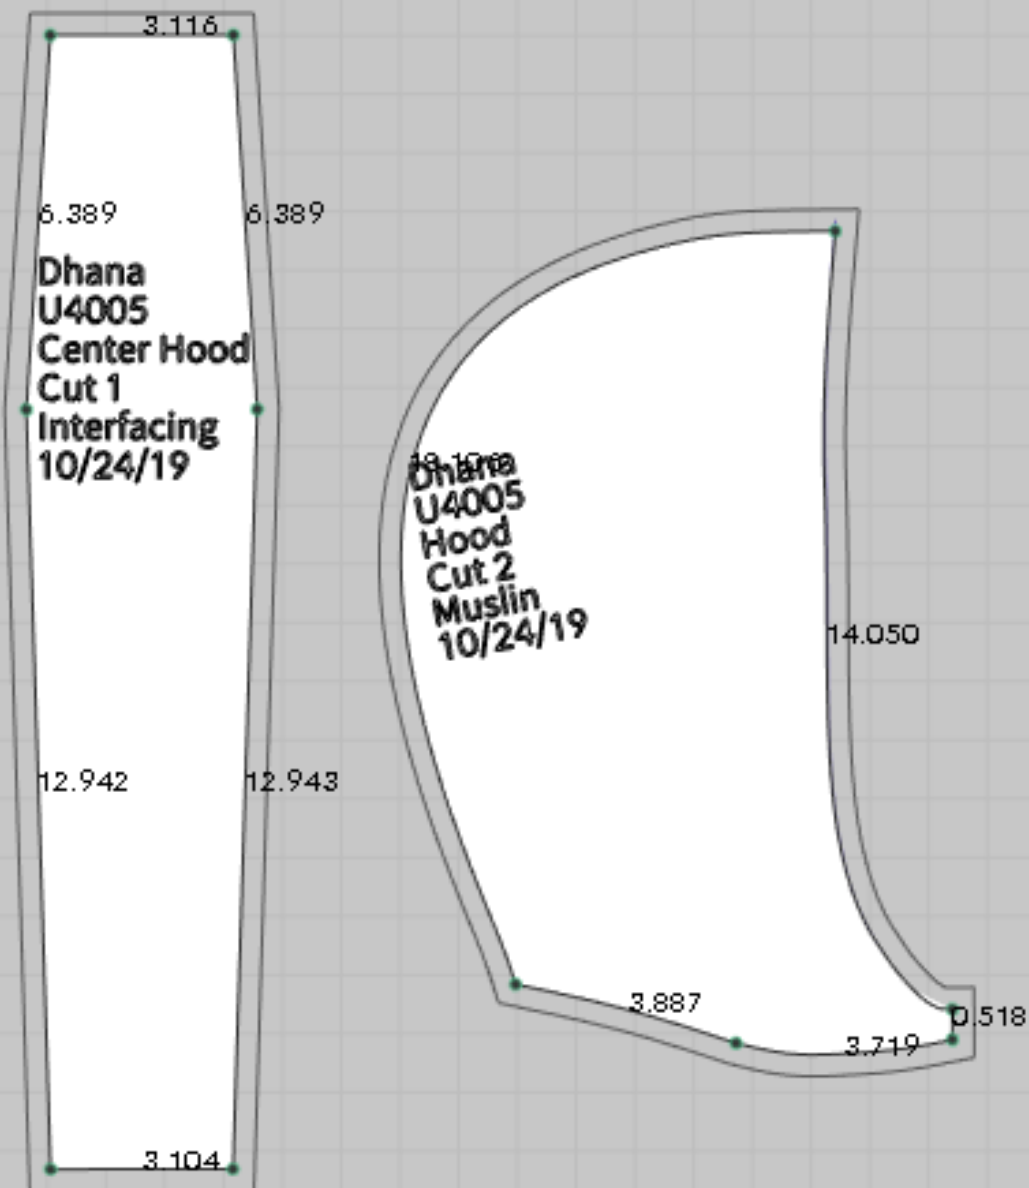 3.116
6.389
6.389
Dhana
U4005
Center Hood
Cut 1
Interfacing
10/24/19
12.942
12.943
3.104
Dhana
U4005
Hood
Cut 2
Muslin
10/24/19
14.050
3.887
3.719
0.518